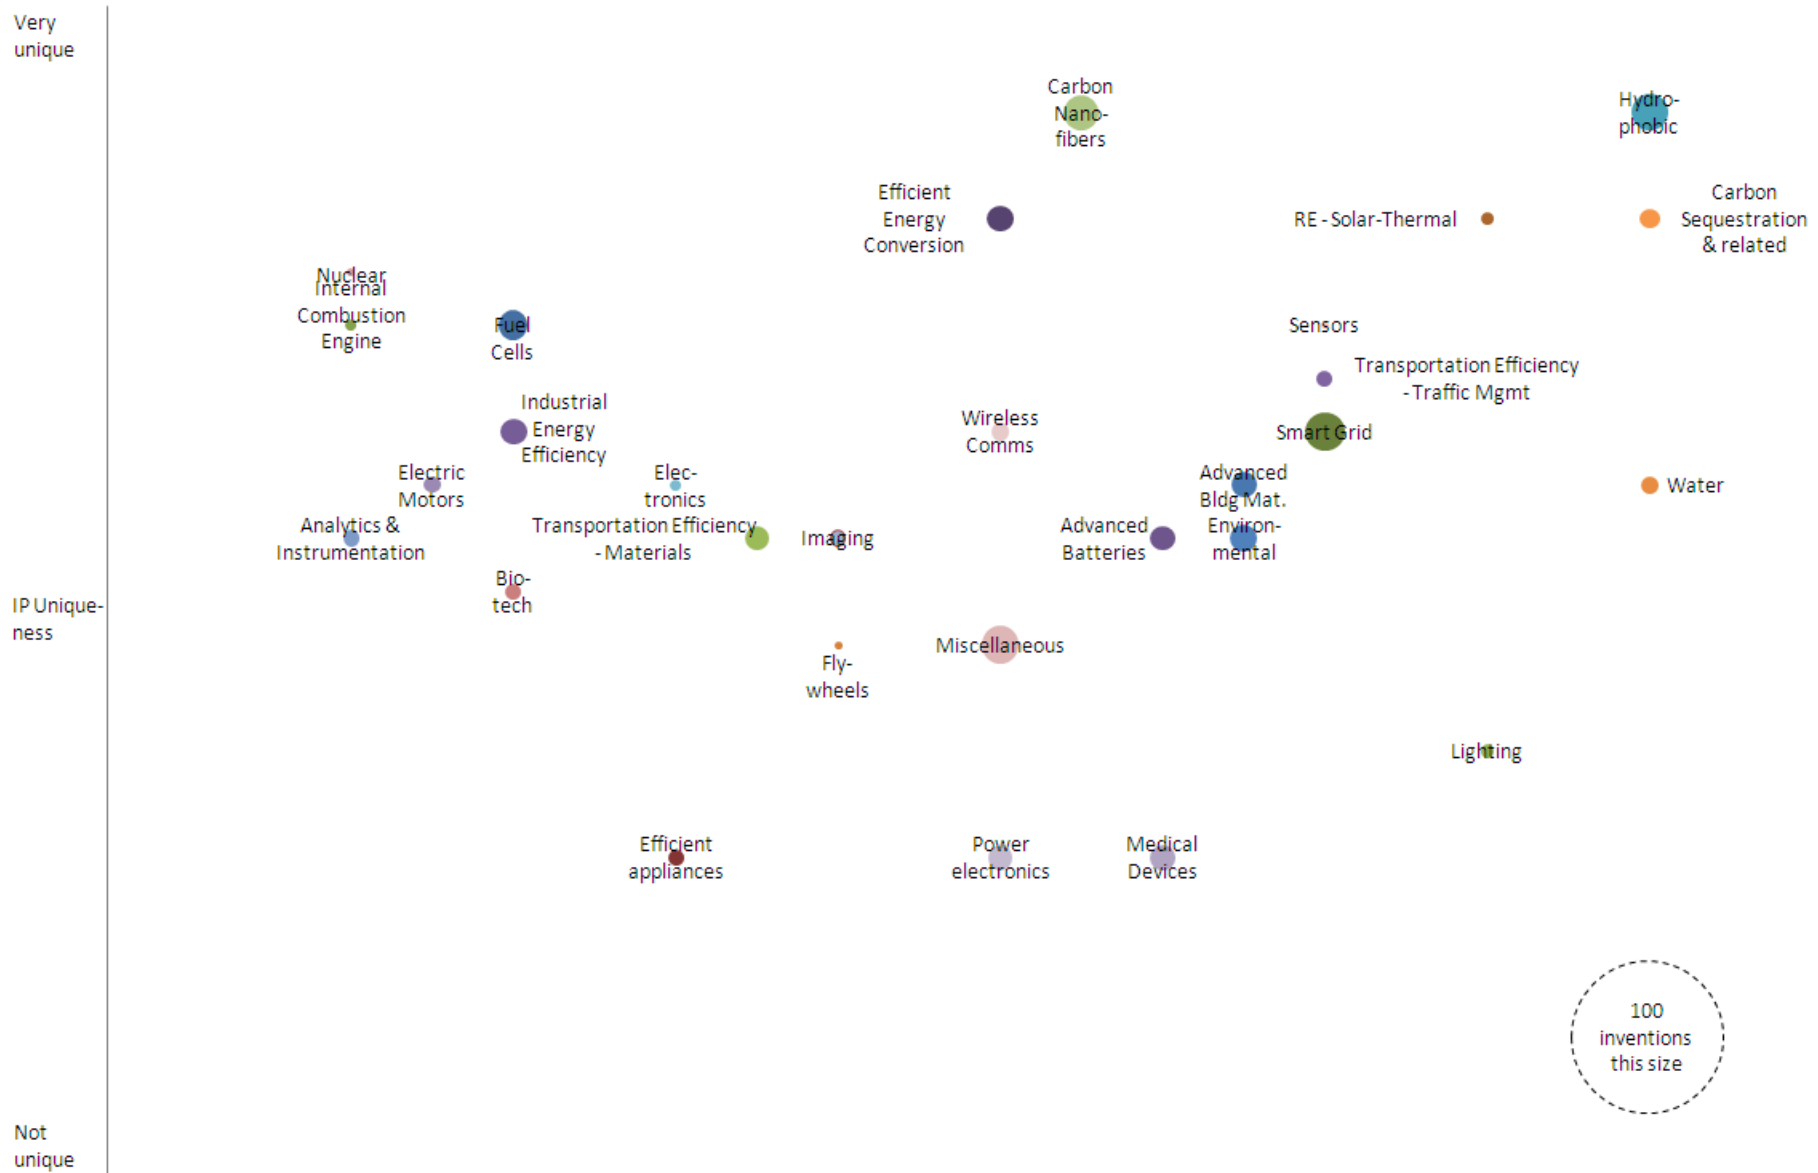 Very
unique
Carbon
Nano-
fibers
Hydro-
phobic
Efficient
Energy
Conversion
RE - Solar-Thermal
Carbon
Sequestration
& related
Nuclear
Internal
Combustion
Engine
Fuel
Cells
Sensors
Transportation Efficiency
- Traffic Mgmt
Industrial
Energy
Efficiency
Wireless
Comms
Smart Grid
Electric
Motors
Elec-
tronics
Advanced
Bldg Mat.
Water
Analytics &
Instrumentation
Transportation Efficiency
- Materials
Imaging
Advanced
Batteries
Environ-
mental
Bio-
tech
IP Unique-
ness
Fly-
wheels
Miscellaneous
Lighting
Efficient
appliances
Power
electronics
Medical
Devices
100
inventions
this size
Not
unique